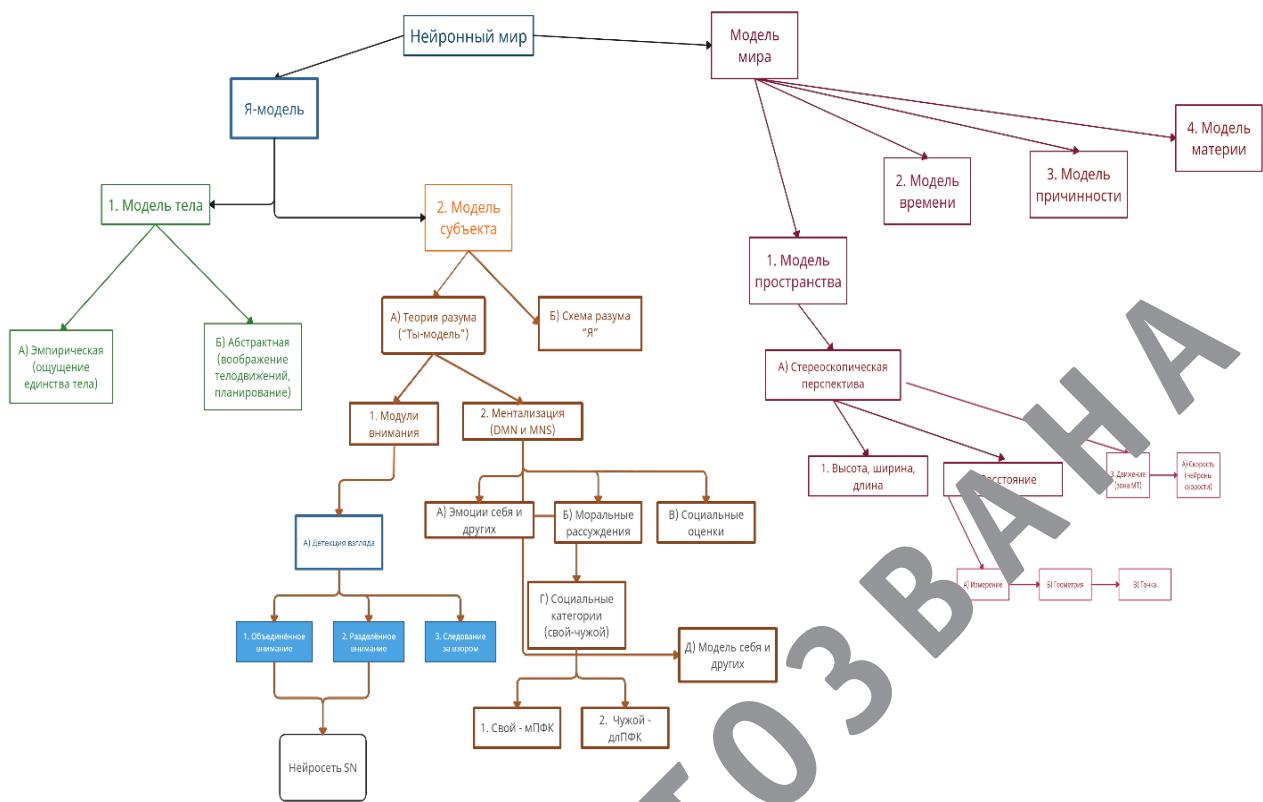 Нейронный мир
Модель
мира
Я-модель
4. Модель
материи
2. Модель
времени
3. Модель
причинности
1. Модель тела
2. Модель
субъекта
1. Модель
пространства
А) Теория разума
("Ты-модель")
Б) Схема разума
"Я"
А) Эмпирическая
(ощущение
единства тела)
Б) Абстрактная
(воображение
телодвижений,
планирование)
А) Стереоскопическая
перспектива
1. Модули
внимания
2. Ментализация
(DMN и MNS)
1. Высота, ширина,
длина
3. Движение
(зона МТ)
А) Скорость
(нейроны
скорости)
А) Эмоции себя и
других
Б) Моральные
рассуждения
В) Социальные
оценки
А) Детекция взгляда
А) Измерение
Б) Геометрия
В) Точка
Г) Социальные
категории
(свой-чужой)
1. Объединённое
внимание
2. Разделённое
внимание
3. Следование
за взором
Д) Модель себя и
других
1. Свой - мПФК
2. Чужой -
длПФК
Нейросеть SN
ТОЗВАНА